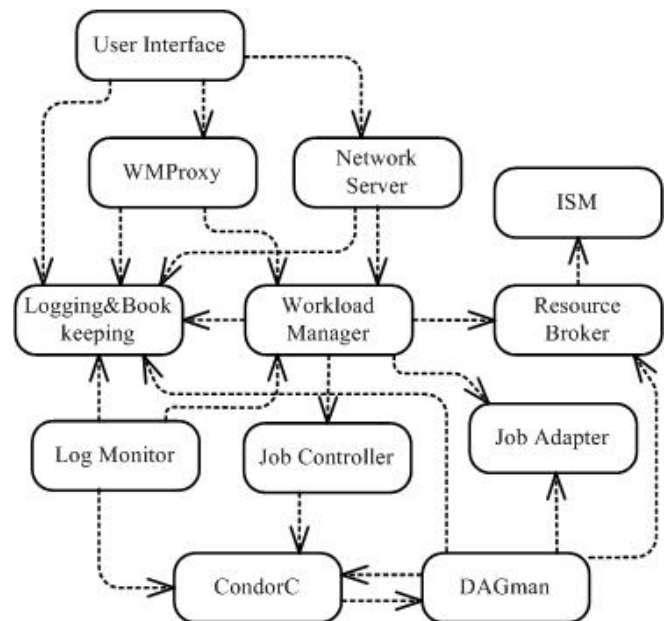 User Interface
WMProxy
Network
Server
ISM
Logging&Book
keeping
Workload
Manager
Resource
Broker
Log Monitor
Job Controller
Job Adapter
CondorC
DAGman